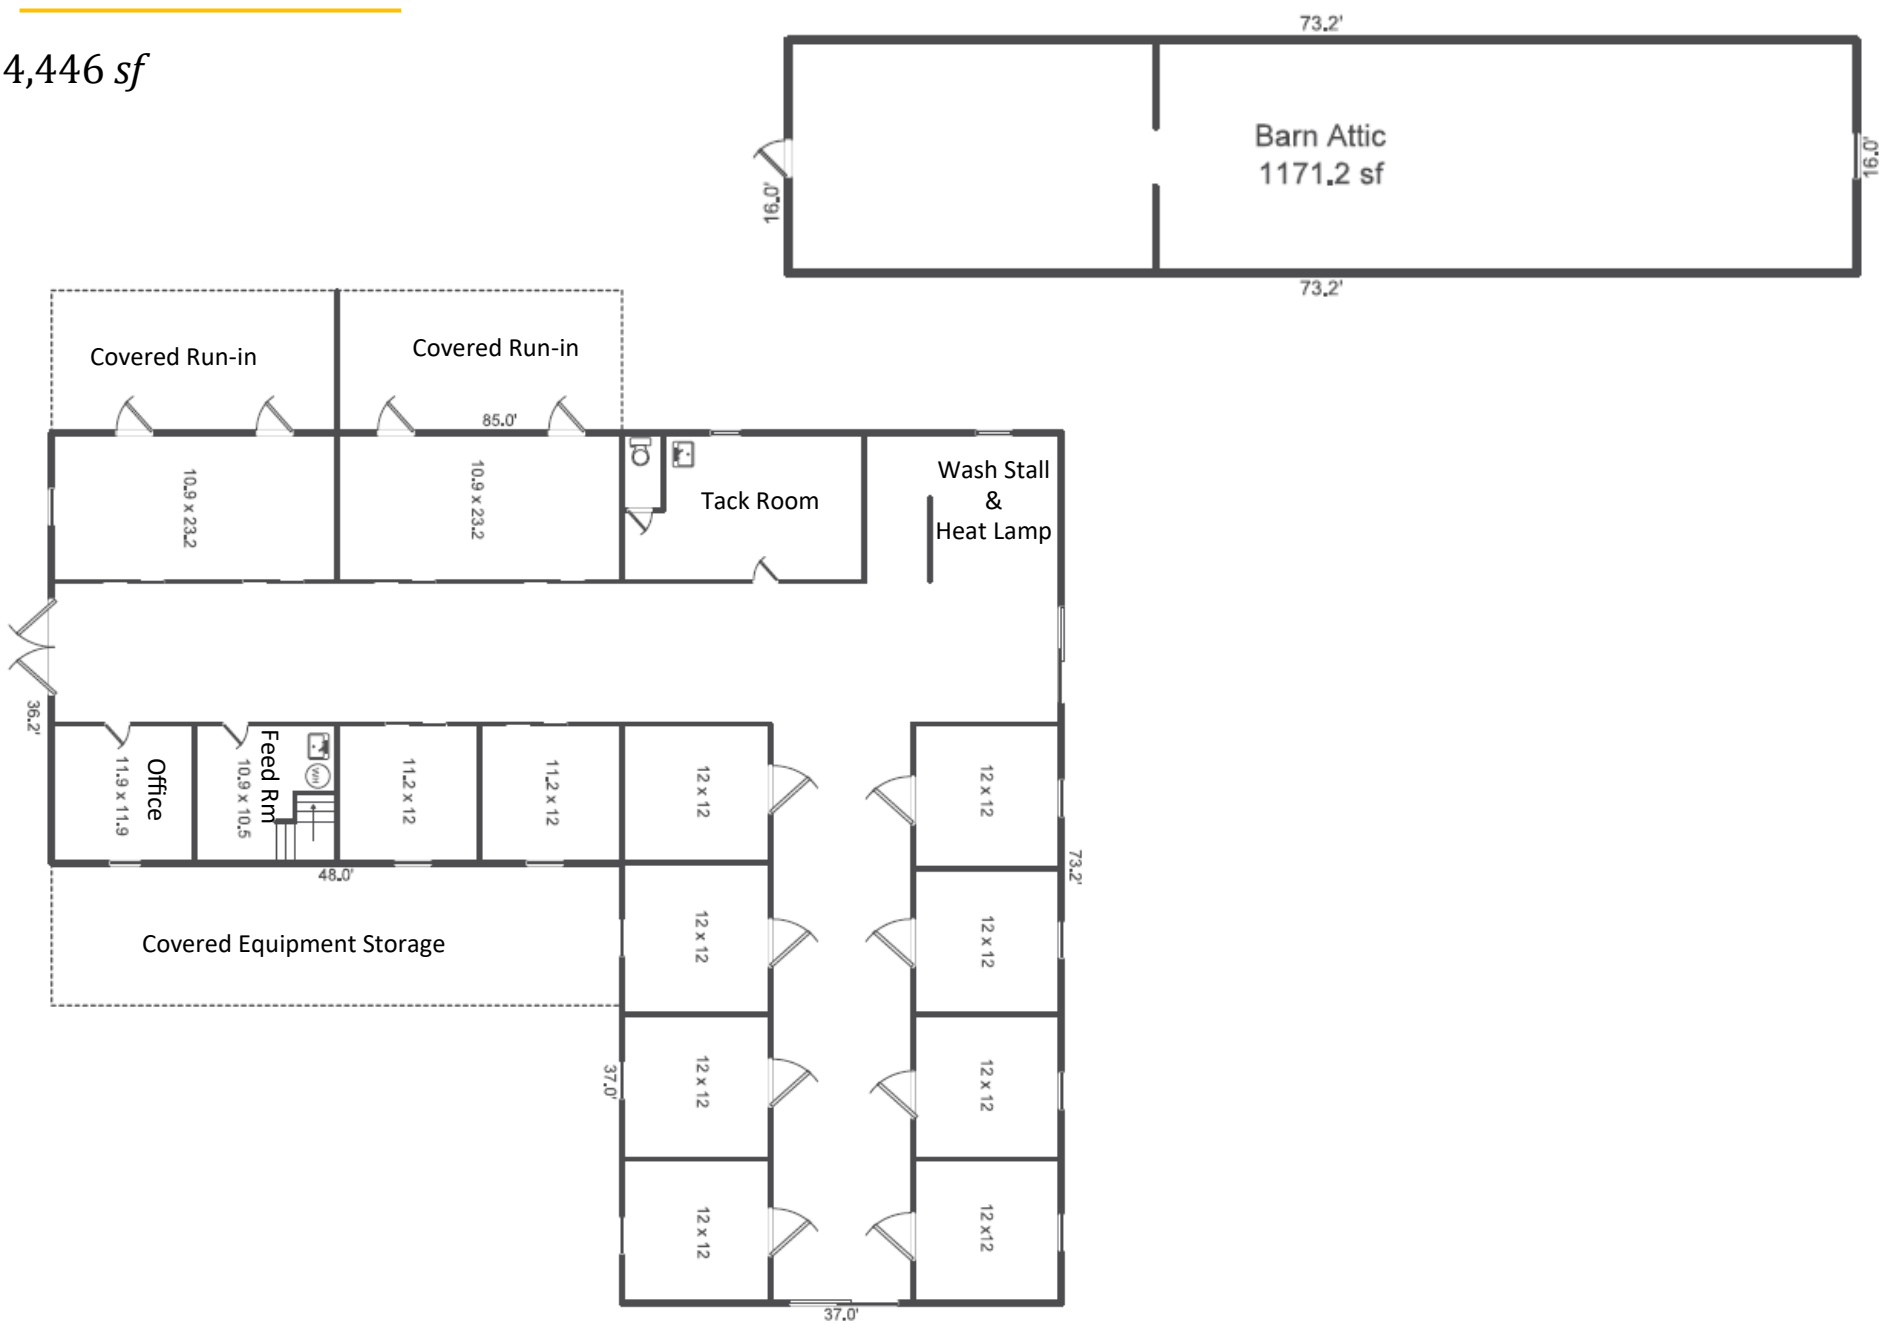 4,446 sf
73.2'
Barn Attic
1171.2 sf
16.0'
16.0'
73.2'
Covered Run-in
Covered Run-in
85.0'
10.9 x 23.2
10.9 x 23.2
Tack Room
Wash Stall
&
Heat Lamp
36.2'
Office
11.9 x 11.9
Feed Rm
10.9 x 10.5
WH
11.2 x 12
11.2 x 12
12 x 12
12 x 12
48.0'
73.2'
Covered Equipment Storage
12 x 12
12 x 12
37.0'
12 x 12
12 x 12
12 x 12
12 x12
37.0'